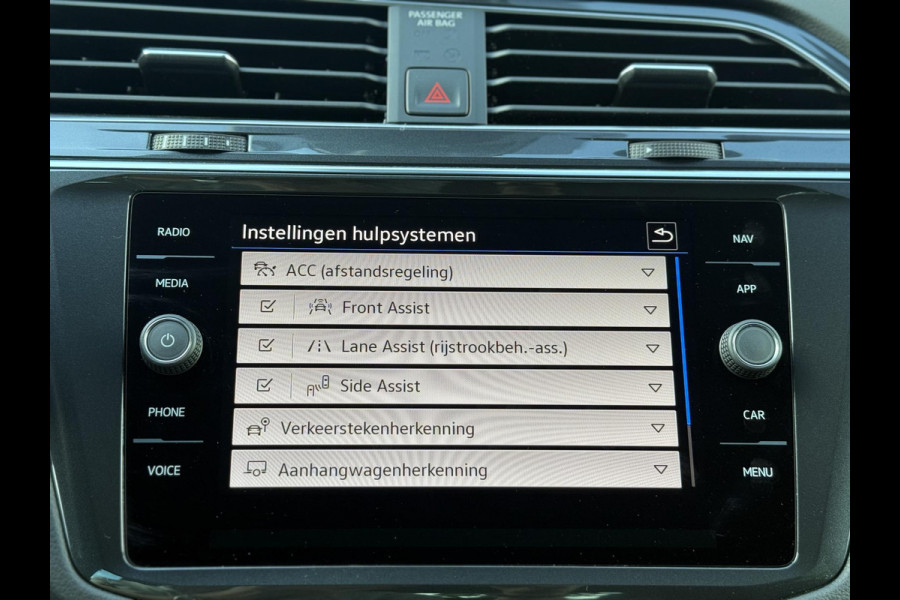 PASSENGER
AIR BAG
RADIO
MEDIA
PHONE
VOICE
Instellingen hulpsystemen
ACC (afstandsregeling)
Front Assist
Lane Assist (rijstrookbeh.-ass.)
Side Assist
Verkeerstekenherkenning
Aanhangwagenherkenning
NAV
APP
CAR
MENU